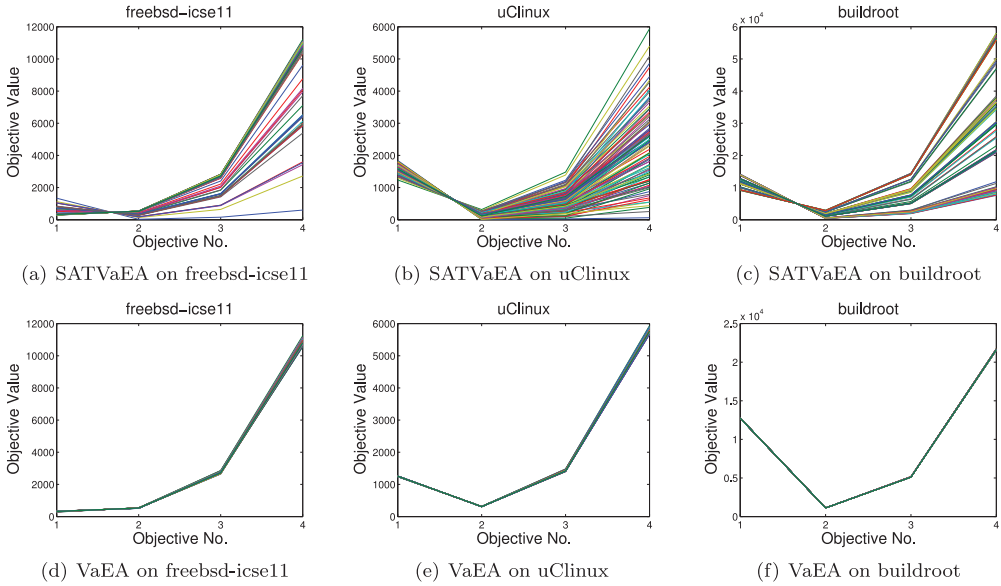 freebsd-icse11
Objective Value
12000
10000
8000
6000
4000
2000
0
1
2
3
4
Objective No.
(a) SATVaEA on freebsd-icse11
uClinux
Objective Value
6000
5000
4000
3000
2000
1000
0
1
2
3
4
Objective No.
(b) SATVaEA on uClinux
buildroot
x 10^4
Objective Value
6
5
4
3
2
1
0
1
2
3
4
Objective No.
(c) SATVaEA on buildroot
freebsd-icse11
Objective Value
12000
10000
8000
6000
4000
2000
0
1
2
3
4
Objective No.
(d) VaEA on freebsd-icse11
uClinux
Objective Value
6000
5000
4000
3000
2000
1000
0
1
2
3
4
Objective No.
(e) VaEA on uClinux
buildroot
x 10^4
Objective Value
2.5
2
1.5
1
0.5
0
1
2
3
4
Objective No.
(f) VaEA on buildroot